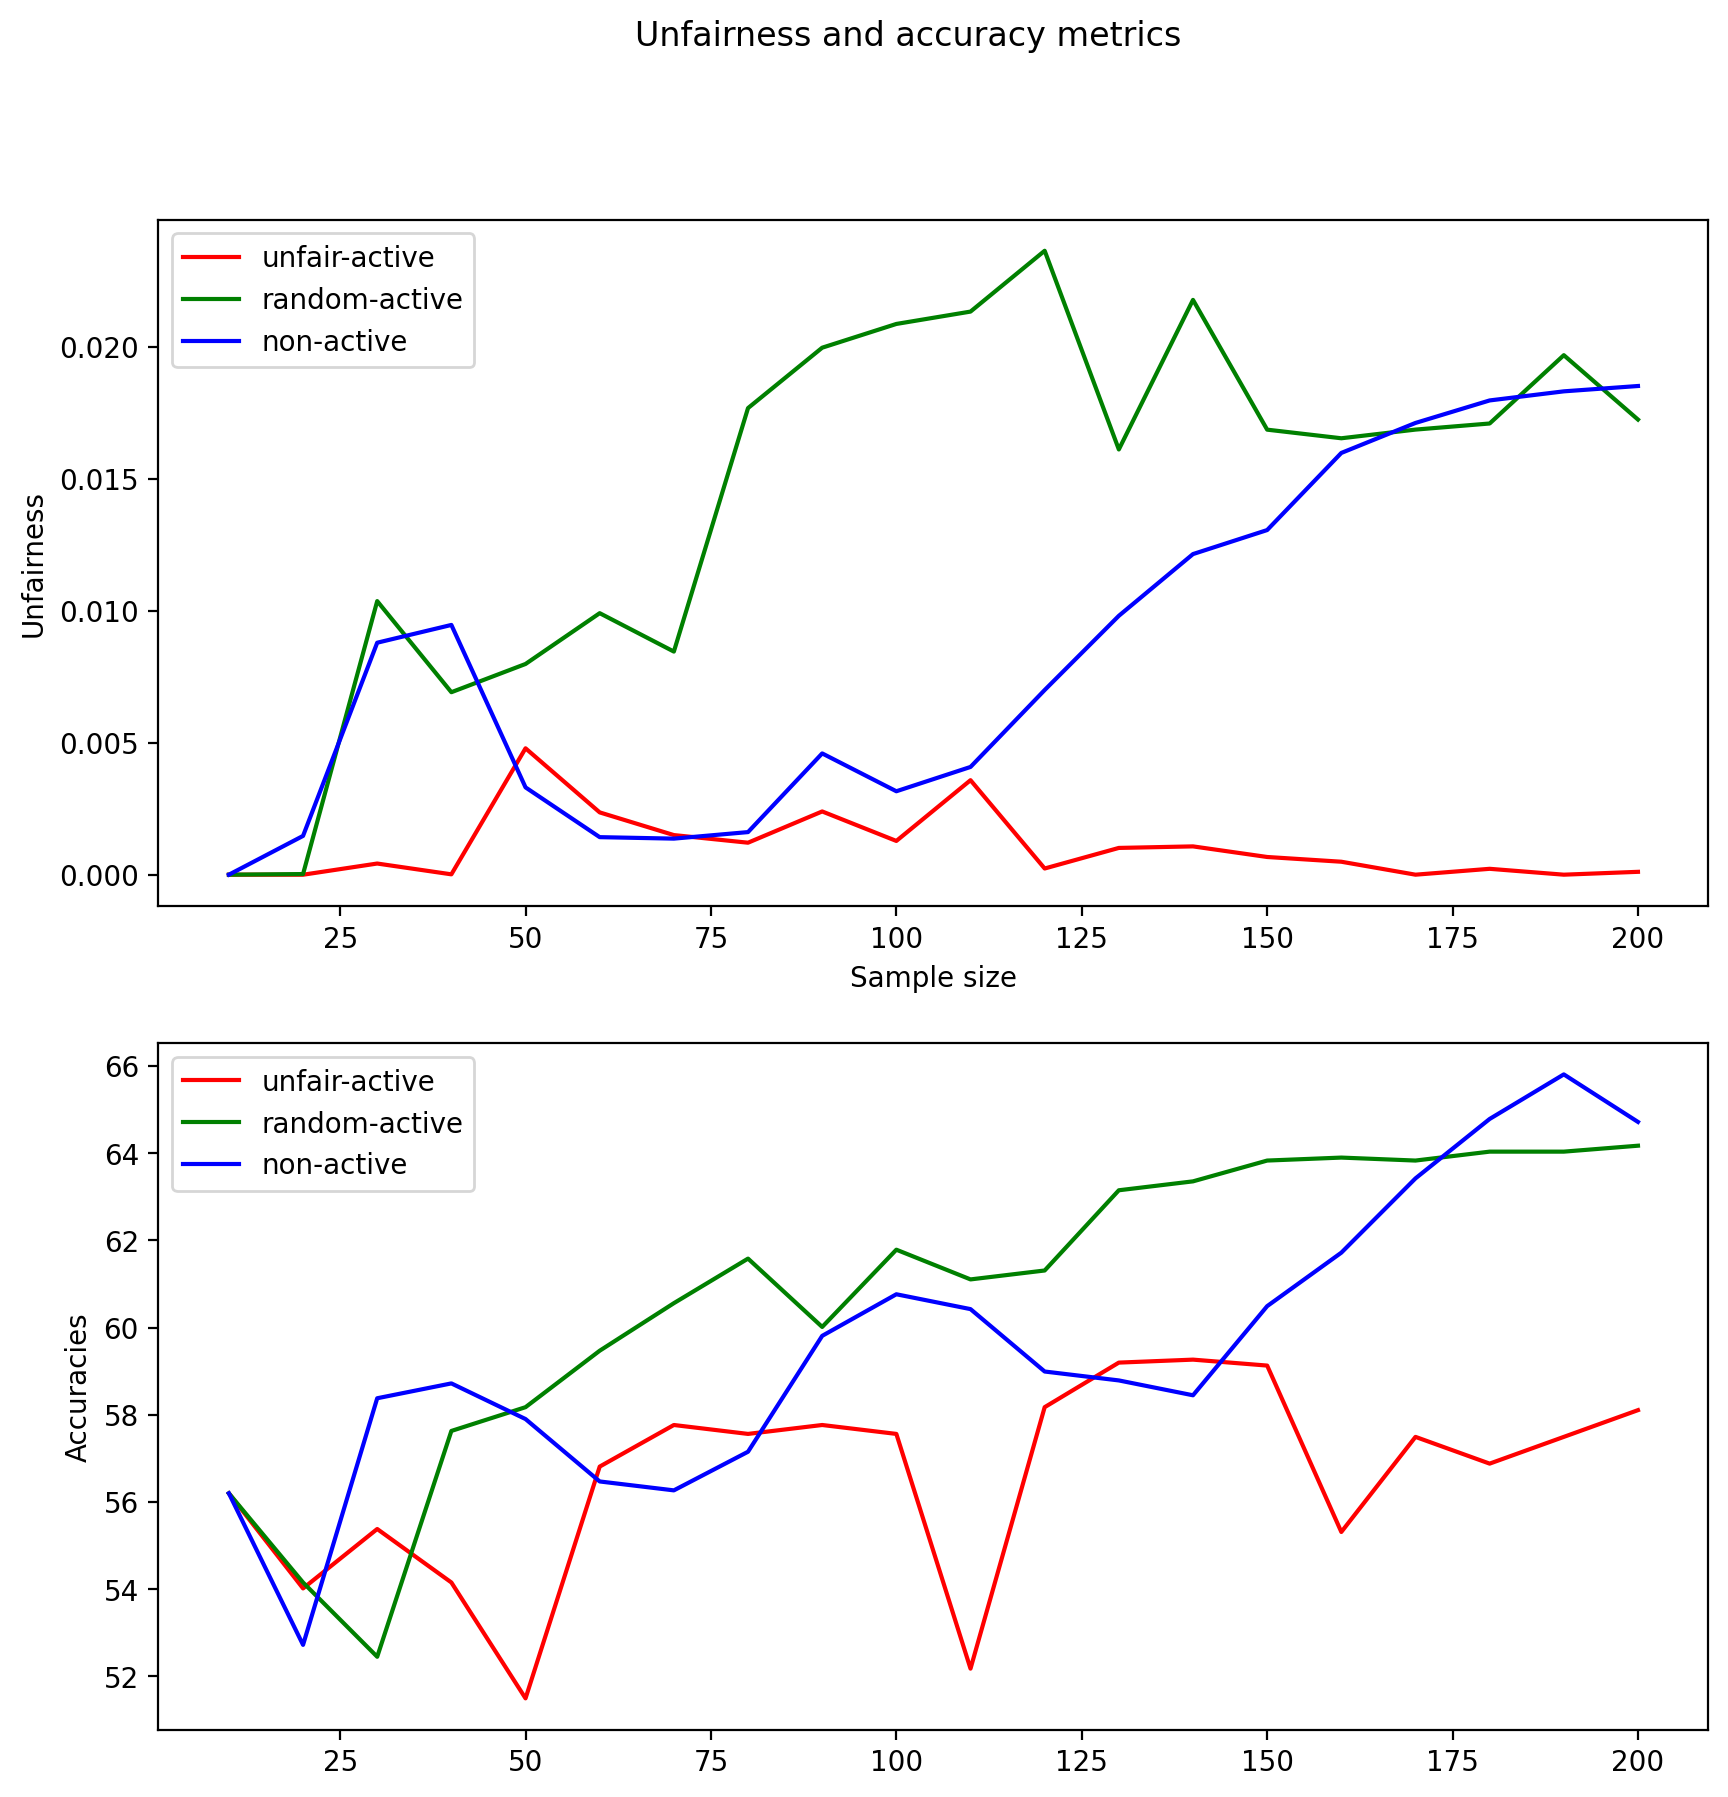 Unfairness and accuracy metrics
unfair-active
random-active
non-active
0.020
0.015
0.010
0.005
0.000
Unfairness
25 50 75 100 125 150 175 200
Sample size
unfair-active
random-active
non-active
66
64
62
60
58
56
54
52
Accuracies
25 50 75 100 125 150 175 200